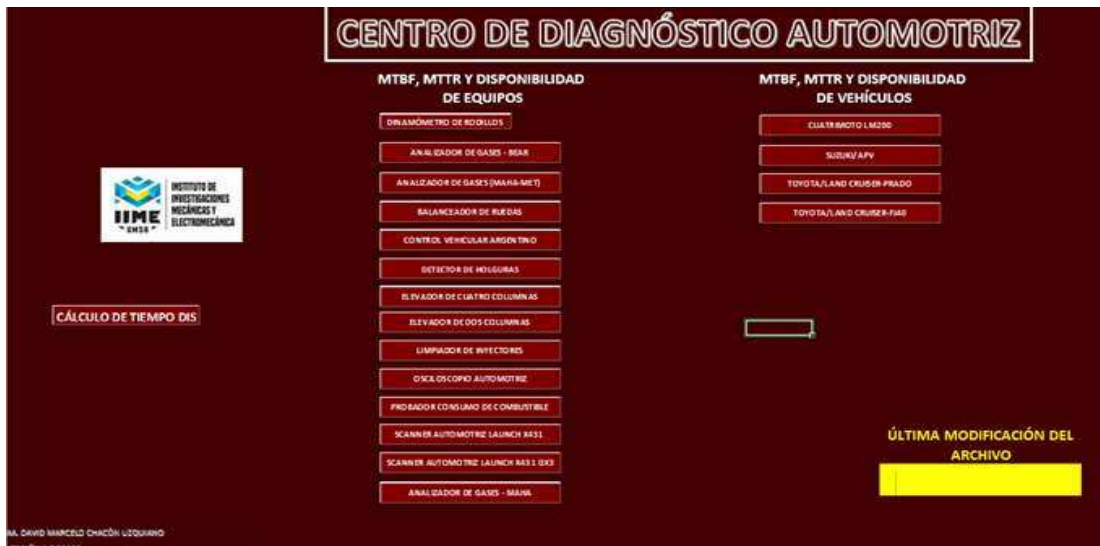 CENTRO DE DIAGNÓSTICO AUTOMOTRIZ
MTBF, MTTR Y DISPONIBILIDAD
DE EQUIPOS
DINAMÓMETRO DE RODILLOS
ANALIZADOR DE GASES - BEAR
ANALIZADOR DE GASES (MAHA-MET)
BALANCEADOR DE RUEDAS
CONTROL VEHICULAR ARGENTINO
DETECTOR DE HOLGURAS
ELEVADOR DE CUATRO COLUMNAS
ELEVADOR DE DOS COLUMNAS
LIMPIADOR DE INYECTORES
OSCILOSCOPIO AUTOMOTRIZ
PROBADOR CONSUMO DE COMBUSTIBLE
SCANNER AUTOMOTRIZ LAUNCH X431
SCANNER AUTOMOTRIZ LAUNCH X431 GX3
ANALIZADOR DE GASES - MAHA
MTBF, MTTR Y DISPONIBILIDAD
DE VEHÍCULOS
CUATRIMOTO LM200
SUZUKI/APV
TOYOTA/LAND CRUISER-PRADO
TOYOTA/LAND CRUISER-FJ40
INSTITUTO DE
INVESTIGACIONES
MECÁNICAS Y
ELECTROMECÁNICA
IIME
UMSA
CÁLCULO DE TIEMPO DIS
ÚLTIMA MODIFICACIÓN DEL
ARCHIVO
M. DAVID MARCELO CHACÓN UZQUIANO